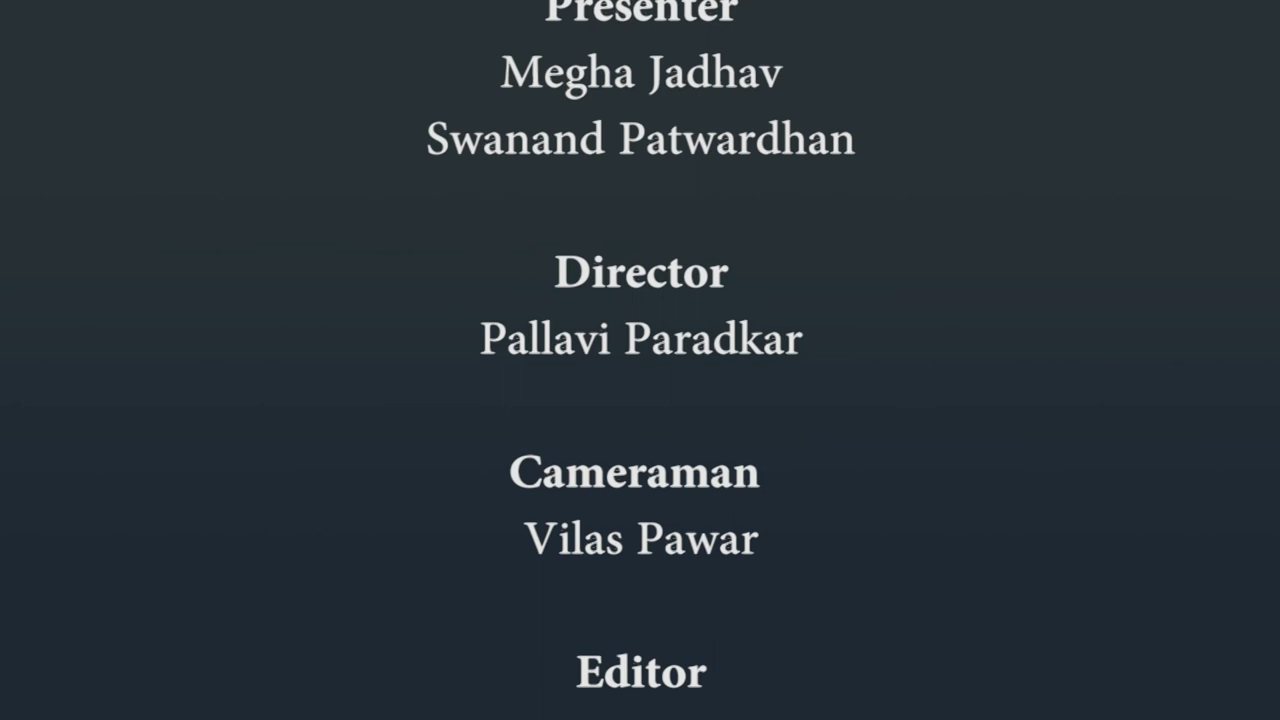 Presenter
Megha Jadhav
Swanand Patwardhan
Director
Pallavi Paradkar
Cameraman
Vilas Pawar
Editor